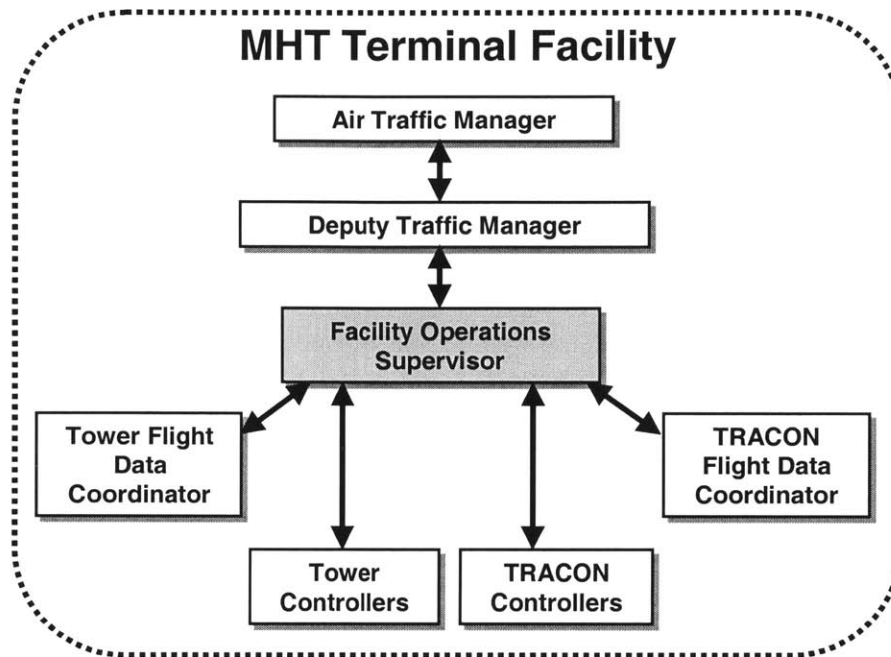 MHT Terminal Facility
Air Traffic Manager
Deputy Traffic Manager
Facility Operations
Supervisor
Tower Flight
Data
Coordinator
TRACON
Flight Data
Coordinator
Tower
Controllers
TRACON
Controllers